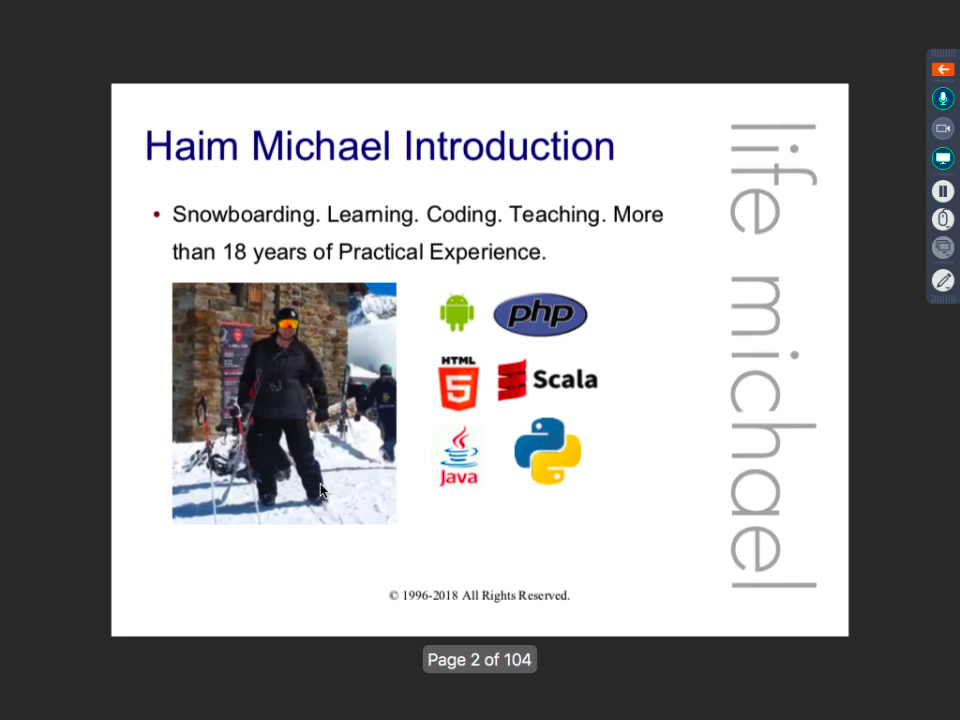 Haim Michael Introduction
• Snowboarding. Learning. Coding. Teaching. More
than 18 years of Practical Experience.
php
HTML
5
Scala
Java
life michael
© 1996-2018 All Rights Reserved.
Page 2 of 104